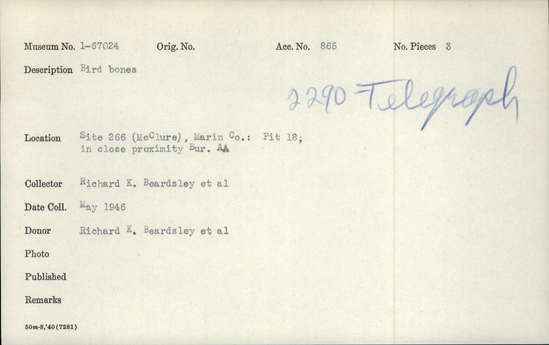 Museum No. 1-67024 Orig. No. Acc. No. 865 No. Pieces 3
Description Bird bones
2290 Telegraph
Location Site 266 (McClure), Marin Co.: Pit 18,
in close proximity Bur. AA
Collector Richard K. Beardsley et al
Date Coll. May 1946
Donor Richard K. Beardsley et al
Photo
Published
Remarks
50m-8,'40(7281)